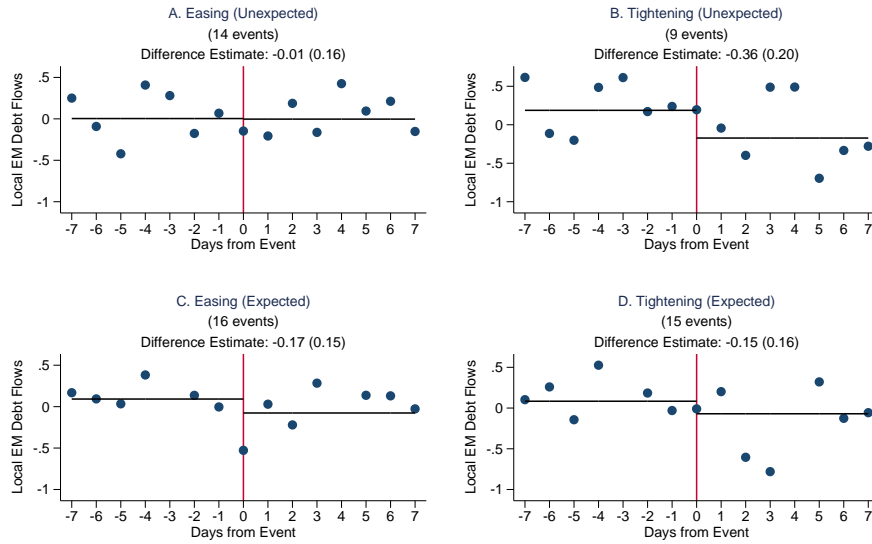 A. Easing (Unexpected)
(14 events)
Difference Estimate: -0.01 (0.16)
Local EM Debt Flows
.5
0
-.5
-1
-7 -6 -5 -4 -3 -2 -1 0 1 2 3 4 5 6 7
Days from Event
B. Tightening (Unexpected)
(9 events)
Difference Estimate: -0.36 (0.20)
Local EM Debt Flows
.5
0
-.5
-1
-7 -6 -5 -4 -3 -2 -1 0 1 2 3 4 5 6 7
Days from Event
C. Easing (Expected)
(16 events)
Difference Estimate: -0.17 (0.15)
Local EM Debt Flows
.5
0
-.5
-1
-7 -6 -5 -4 -3 -2 -1 0 1 2 3 4 5 6 7
Days from Event
D. Tightening (Expected)
(15 events)
Difference Estimate: -0.15 (0.16)
Local EM Debt Flows
.5
0
-.5
-1
-7 -6 -5 -4 -3 -2 -1 0 1 2 3 4 5 6 7
Days from Event